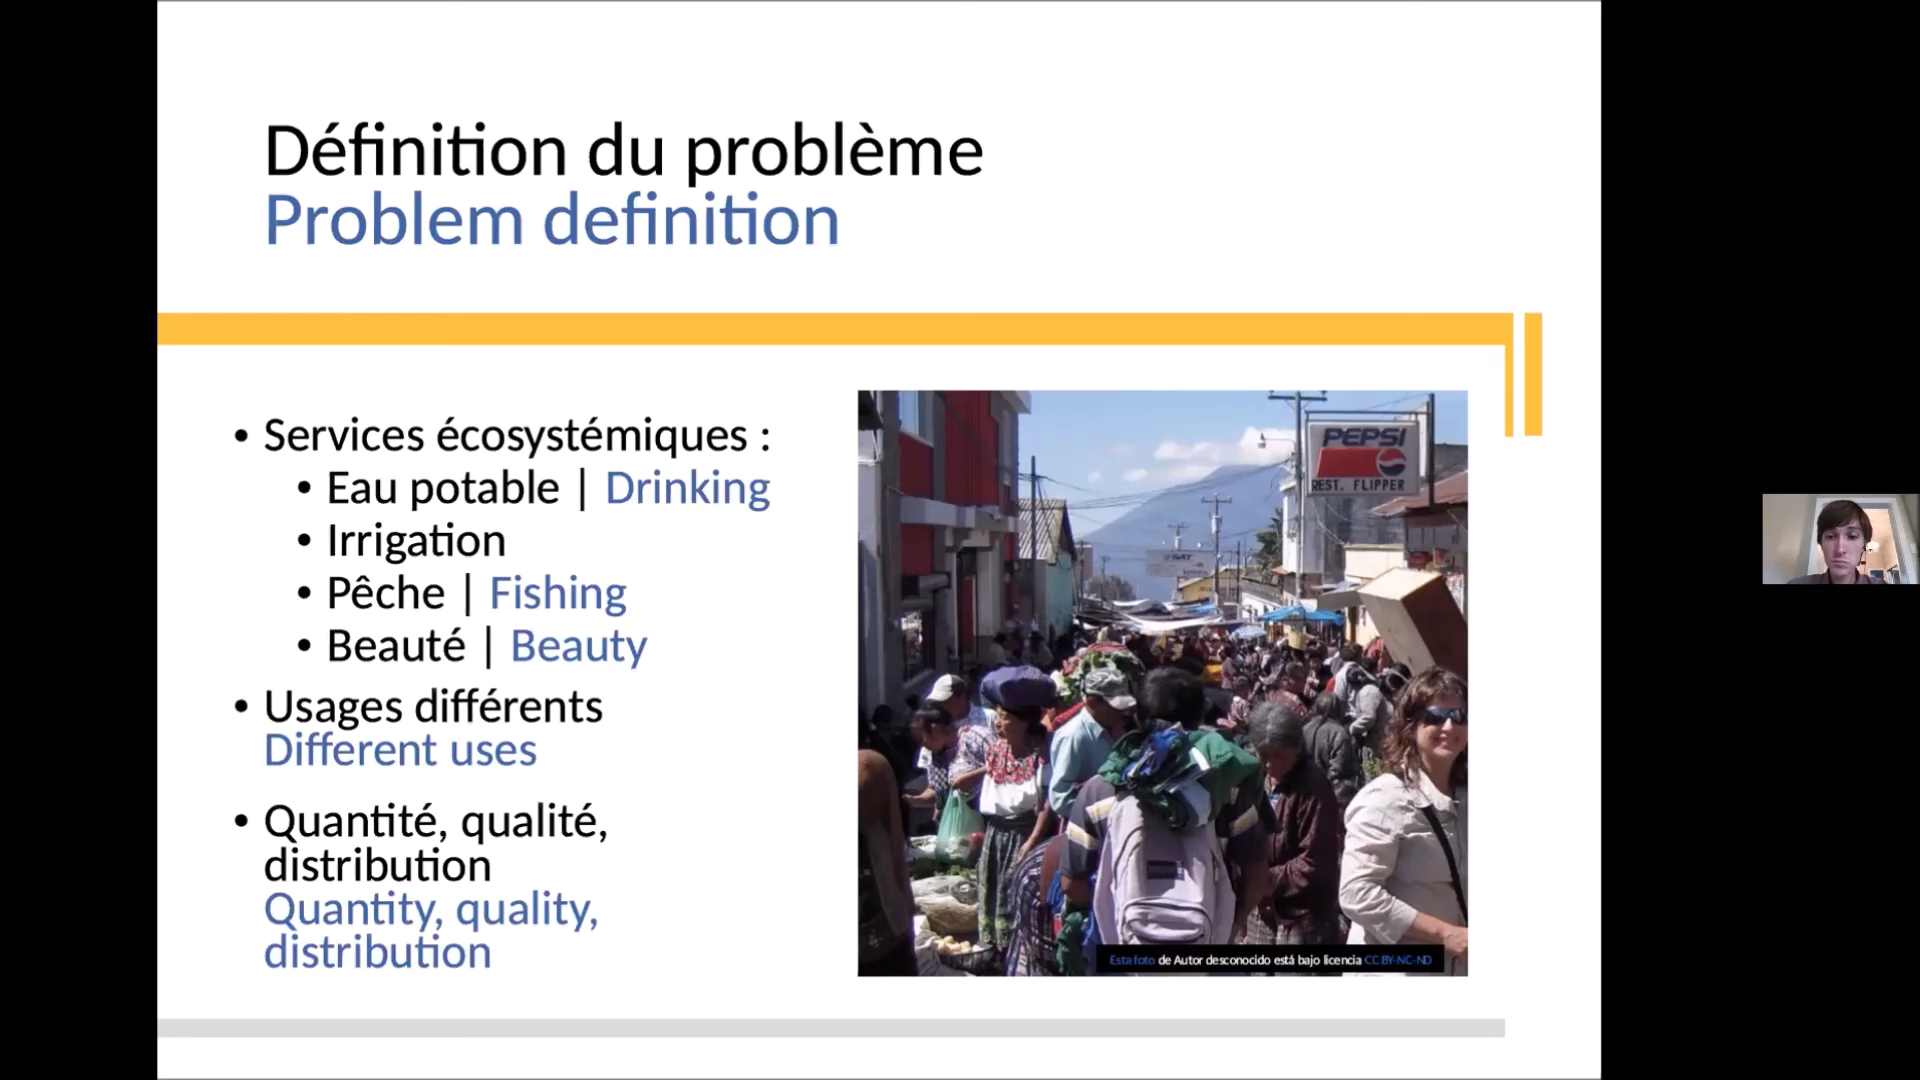 Définition du problème
Problem definition
• Services écosystémiques :
• Eau potable | Drinking
• Irrigation
• Pêche | Fishing
• Beauté | Beauty
• Usages différents
Different uses
• Quantité, qualité,
distribution
Quantity, quality,
distribution
PEPSI
REST. FLIPPER
SAT
Esta foto de Autor desconocido está bajo licencia CC BY-NC-ND